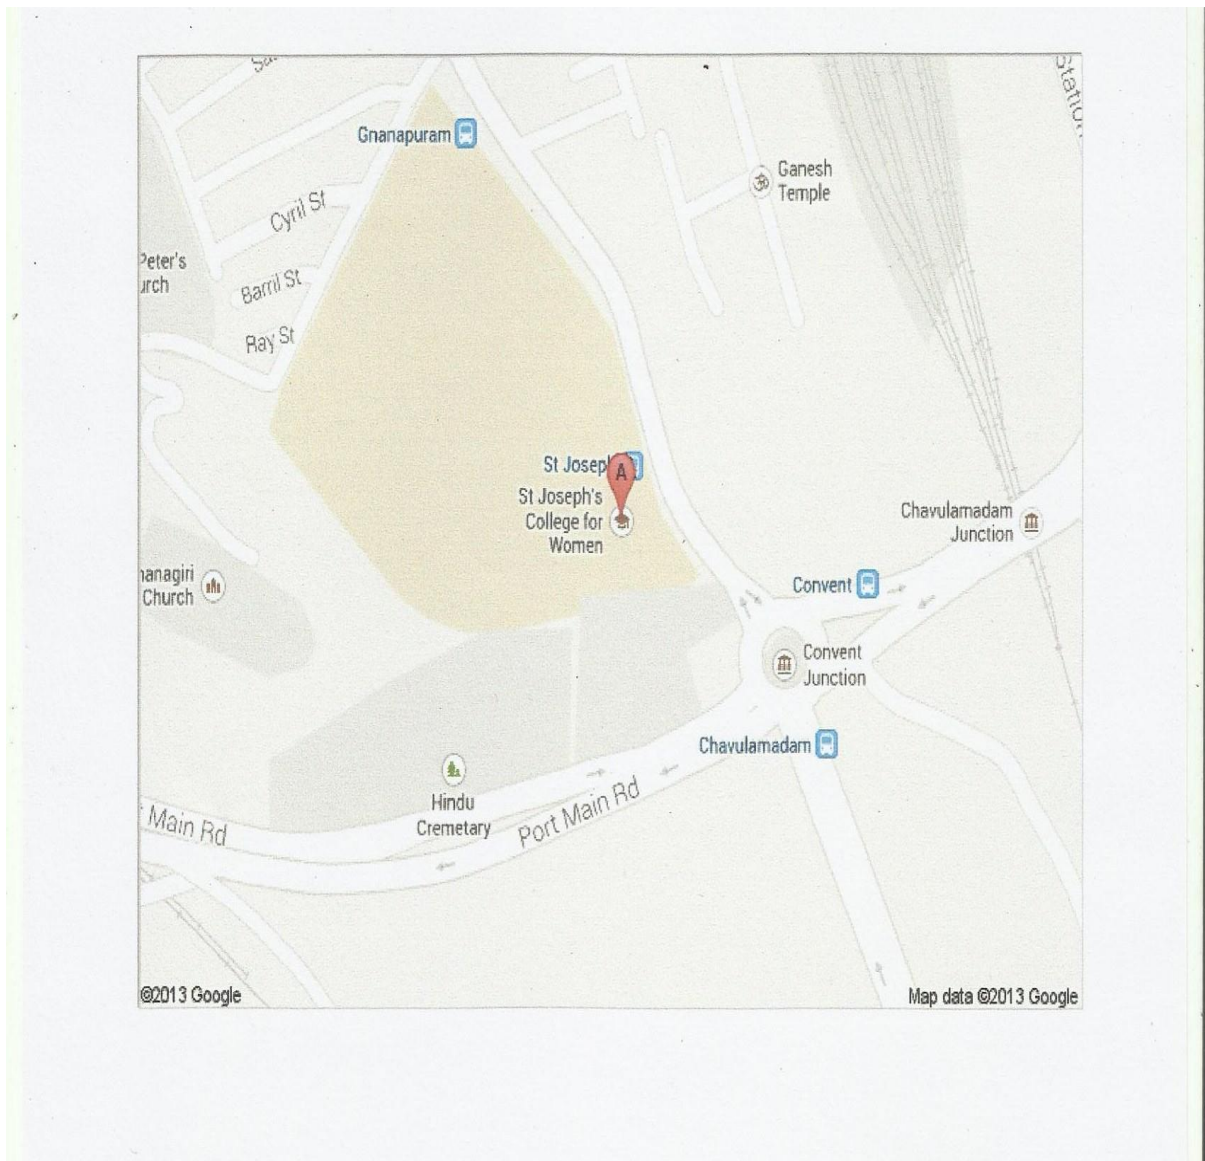 Station
Gnanapuram
Ganesh
Temple
Cyril St
Peter's
Barril St
Ray St
St Joseph
A
St Joseph's
College for
Women
Chavulamadam
Junction
Convent
Church
Convent
Junction
Chavulamadam
Hindu
Cremetary
Main Rd
Port Main Rd
©2013 Google
Map data ©2013 Google